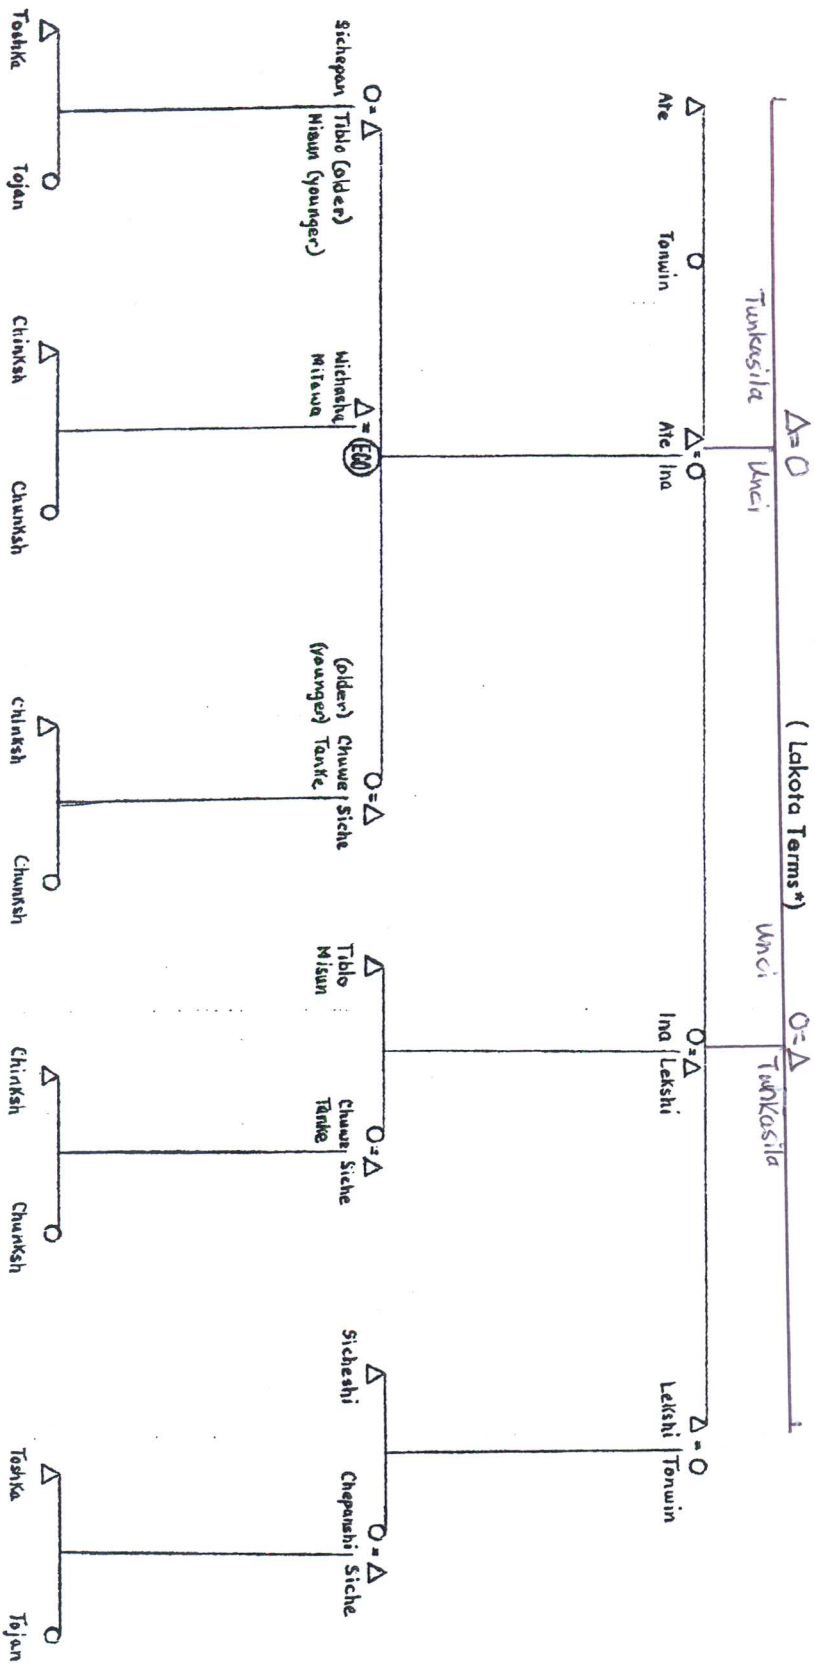 ( Lakota Terms*)
Δ=O O=Δ
Tunkasila Unci Unci Tunkasila
Δ O Δ=O O=Δ Δ = O
Ate Tonwin Ate Ina Ina Lekshi Lekshi Tonwin
O=Δ Δ= EGO O=Δ Δ O=Δ Δ O=Δ
Sichepan Tiblo (older) Wichasha (older) Chuwe Siche Tiblo Chuwe Siche Sicheshi Chepanshi Siche
Misun (younger) Mitawa (younger) Tanke Misun Tanke
Δ O Δ O Δ O Δ O Δ O
Toshka Tojan Chinksh Chunksh Chinksh Chunksh Chinksh Chunksh Toshka Tojan